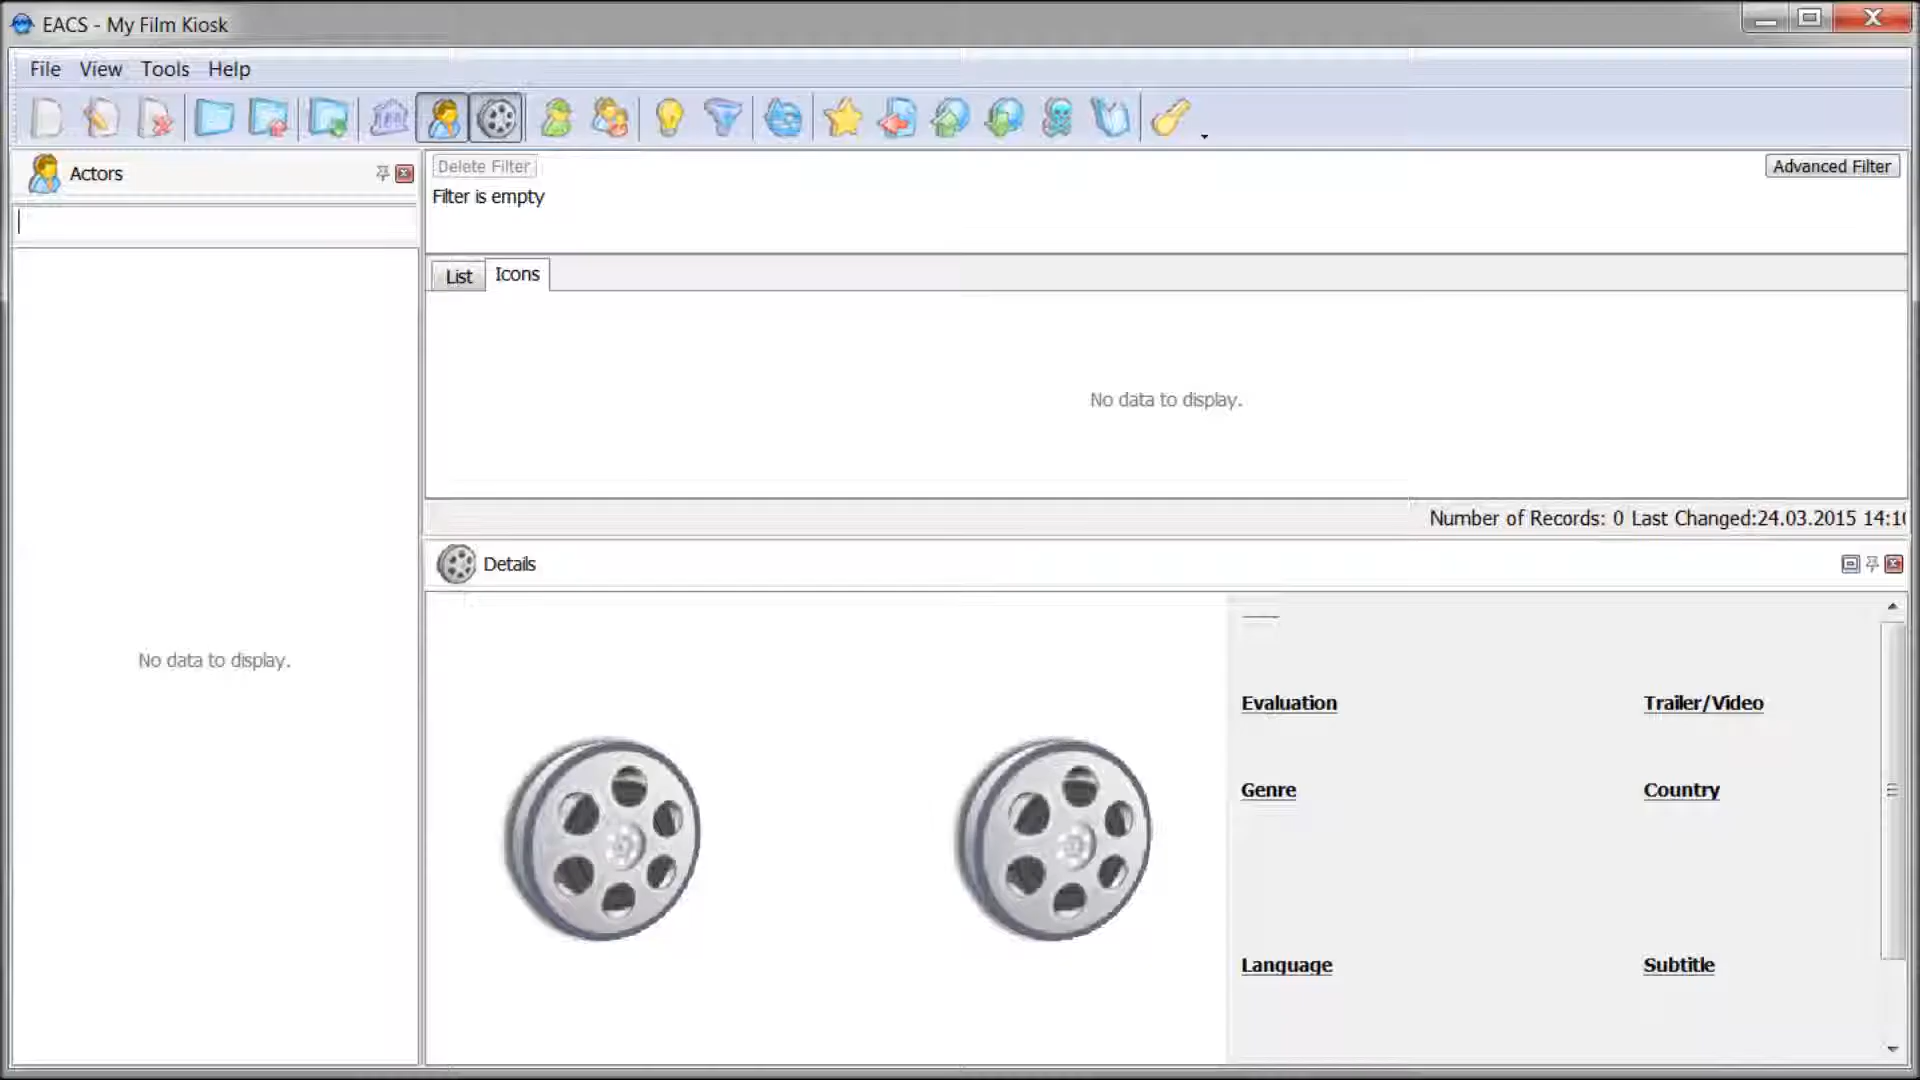 EACS - My Film Kiosk
File View Tools Help
Actors
Delete Filter
Advanced Filter
Filter is empty
List Icons
No data to display.
Number of Records: 0 Last Changed:24.03.2015 14:10
Details
No data to display.
Evaluation Trailer/Video
Genre Country
Language Subtitle